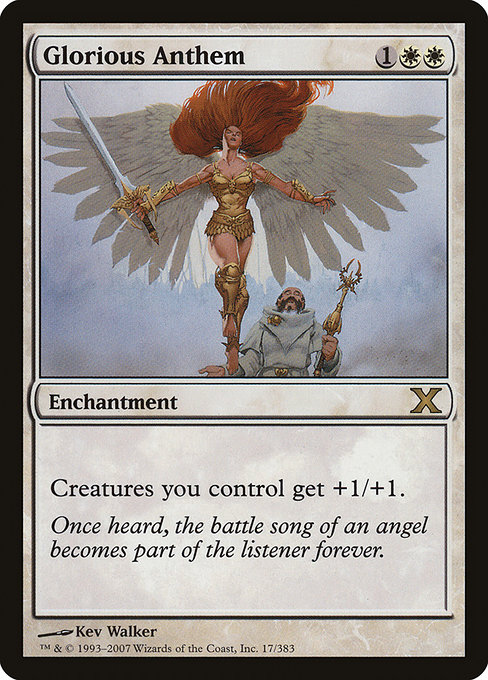 Glorious Anthem 1
Enchantment X
Creatures you control get +1/+1.
Once heard, the battle song of an angel
becomes part of the listener forever.
Kev Walker
™ & © 1993–2007 Wizards of the Coast, Inc. 17/383